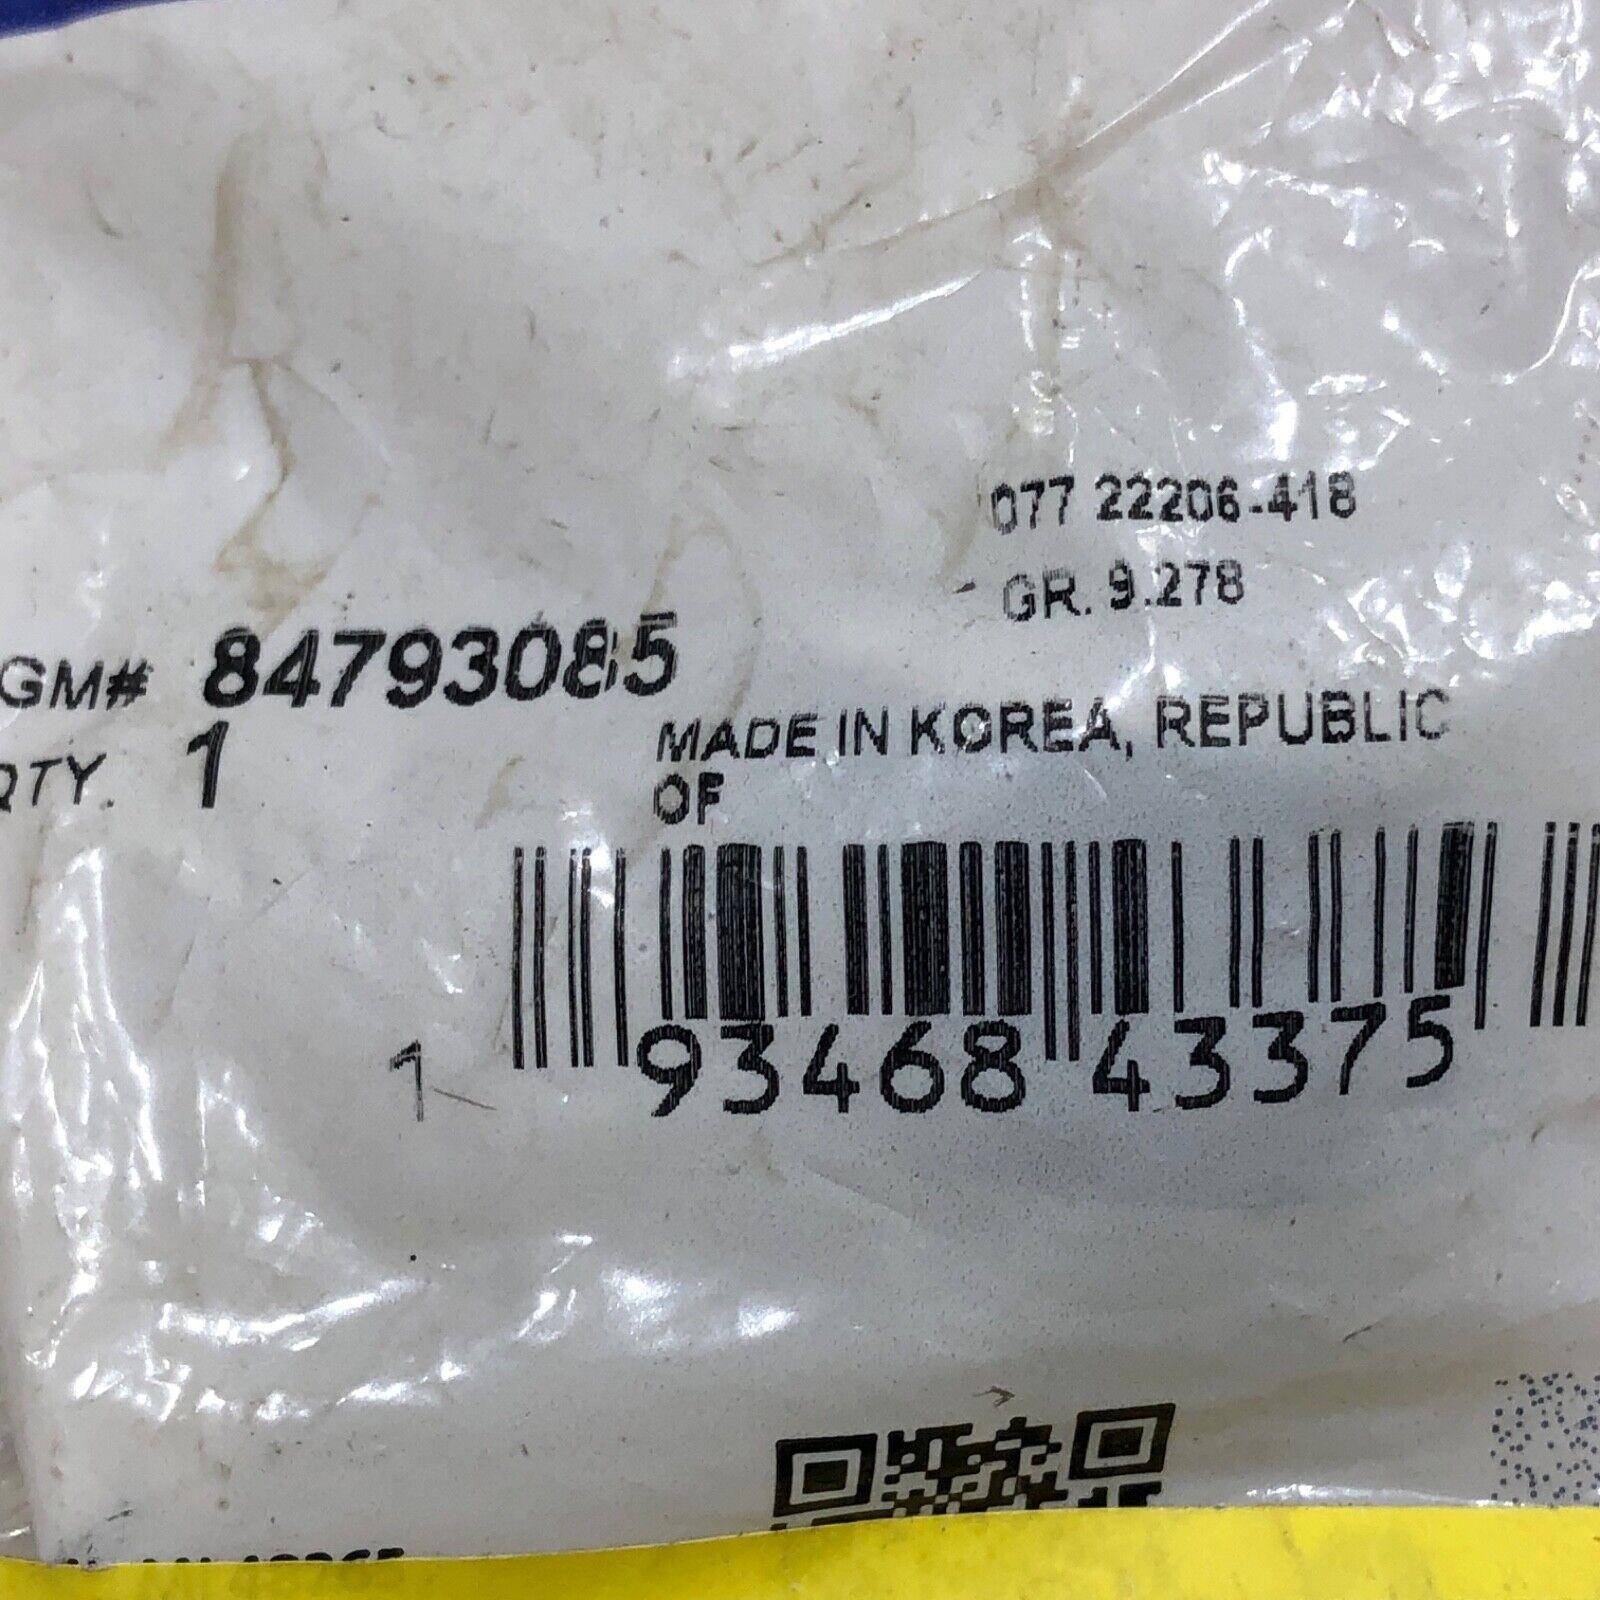 077 22206-418
GR. 9.278
GM# 84793085
QTY. 1
MADE IN KOREA, REPUBLIC
OF
1 93468 43375